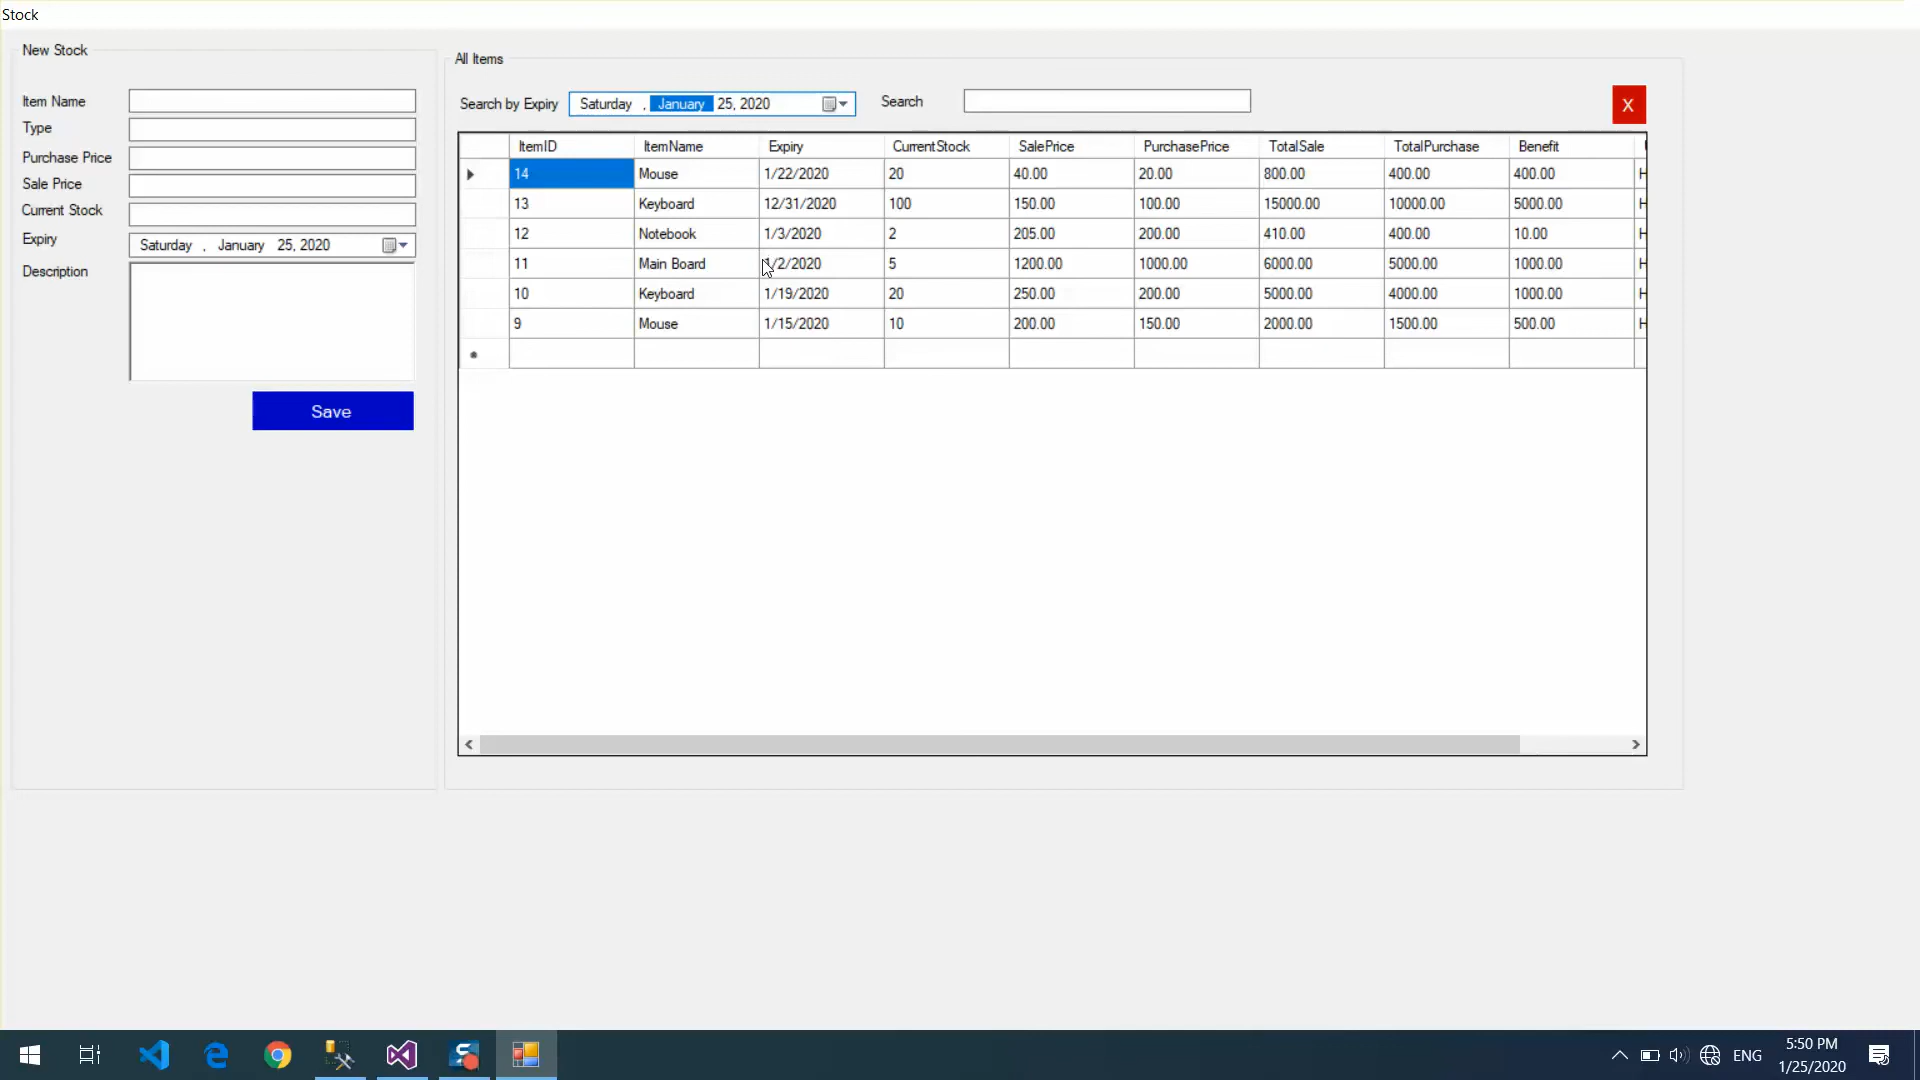 Stock
New Stock
Item Name
Type
Purchase Price
Sale Price
Current Stock
Expiry Saturday , January 25, 2020
Description
Save
All Items
Search by Expiry Saturday , January 25, 2020 Search X
ItemID ItemName Expiry CurrentStock SalePrice PurchasePrice TotalSale TotalPurchase Benefit
14 Mouse 1/22/2020 20 40.00 20.00 800.00 400.00 400.00 H
13 Keyboard 12/31/2020 100 150.00 100.00 15000.00 10000.00 5000.00 H
12 Notebook 1/3/2020 2 205.00 200.00 410.00 400.00 10.00 H
11 Main Board 1/2/2020 5 1200.00 1000.00 6000.00 5000.00 1000.00 H
10 Keyboard 1/19/2020 20 250.00 200.00 5000.00 4000.00 1000.00 H
9 Mouse 1/15/2020 10 200.00 150.00 2000.00 1500.00 500.00 H
ENG
5:50 PM
1/25/2020